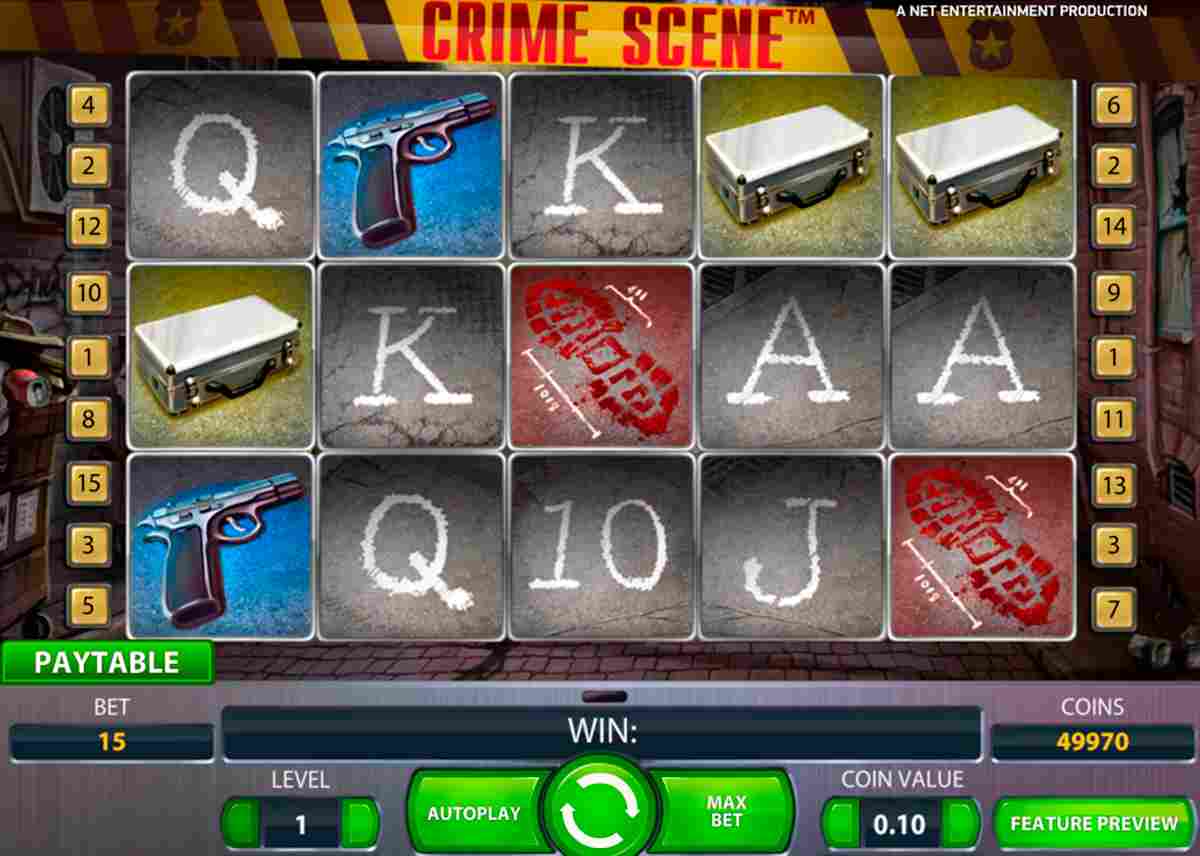 CRIME SCENE™
A NET ENTERTAINMENT PRODUCTION
4
6
Q
K
2
2
12
14
10
9
K
A
A
1
1
8
11
15
13
Q
10
J
3
3
5
7
PAYTABLE
BET
15
WIN:
COINS
49970
LEVEL
1
AUTOPLAY
MAX
BET
COIN VALUE
0.10
FEATURE PREVIEW